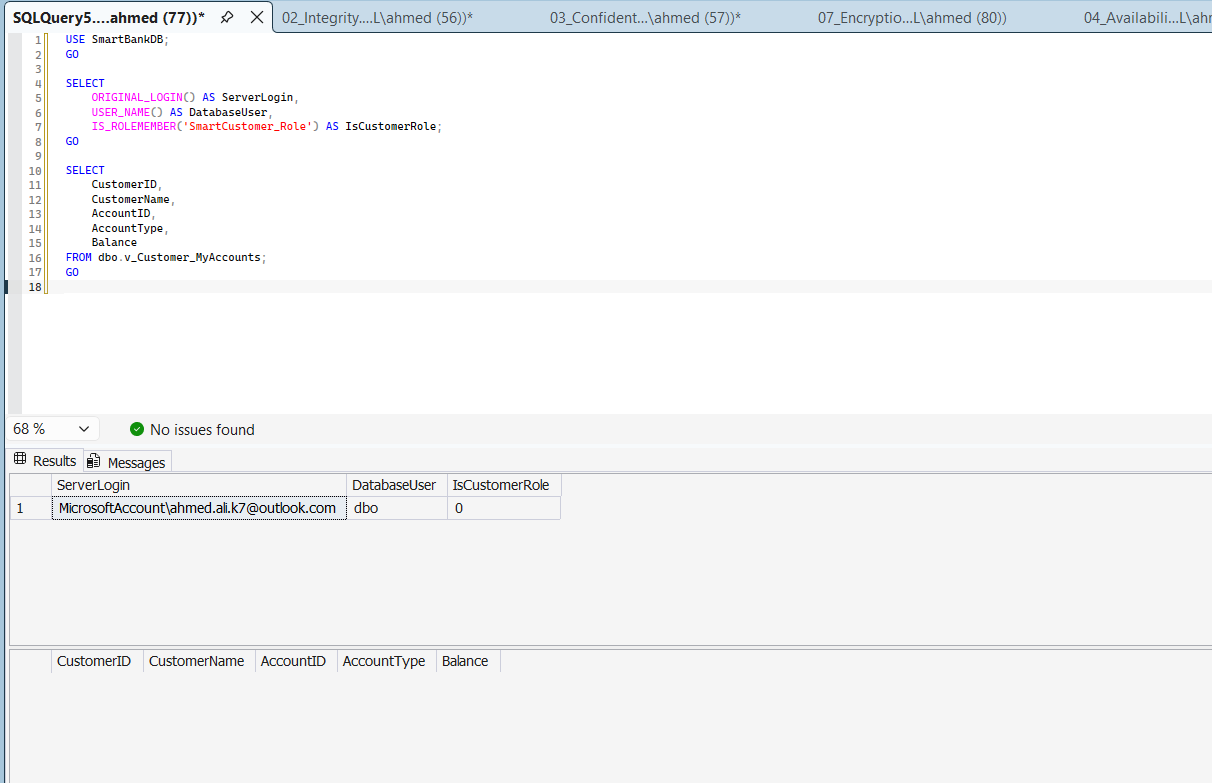 SQLQuery5....ahmed (77))* 02_Integrity....L\ahmed (56))* 03_Confident...\ahmed (57))* 07_Encryptio...L\ahmed (80)) 04_Availabili...L\ahr
1 USE SmartBankDB;
2 GO
3
4 SELECT
5 ORIGINAL_LOGIN() AS ServerLogin,
6 USER_NAME() AS DatabaseUser,
7 IS_ROLEMEMBER('SmartCustomer_Role') AS IsCustomerRole;
8 GO
9
10 SELECT
11 CustomerID,
12 CustomerName,
13 AccountID,
14 AccountType,
15 Balance
16 FROM dbo.v_Customer_MyAccounts;
17 GO
18
68 % No issues found
Results Messages
ServerLogin DatabaseUser IsCustomerRole
1 MicrosoftAccount\ahmed.ali.k7@outlook.com dbo 0
CustomerID CustomerName AccountID AccountType Balance